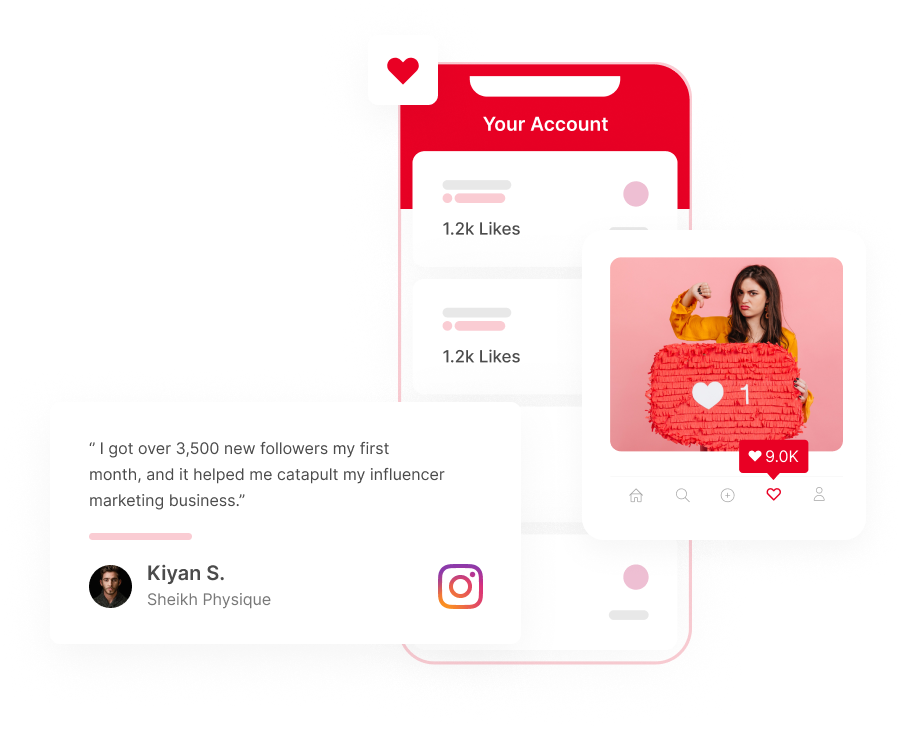 Your Account
1.2k Likes
1.2k Likes
1
9.0K
“ I got over 3,500 new followers my first
month, and it helped me catapult my influencer
marketing business.”
Kiyan S.
Sheikh Physique